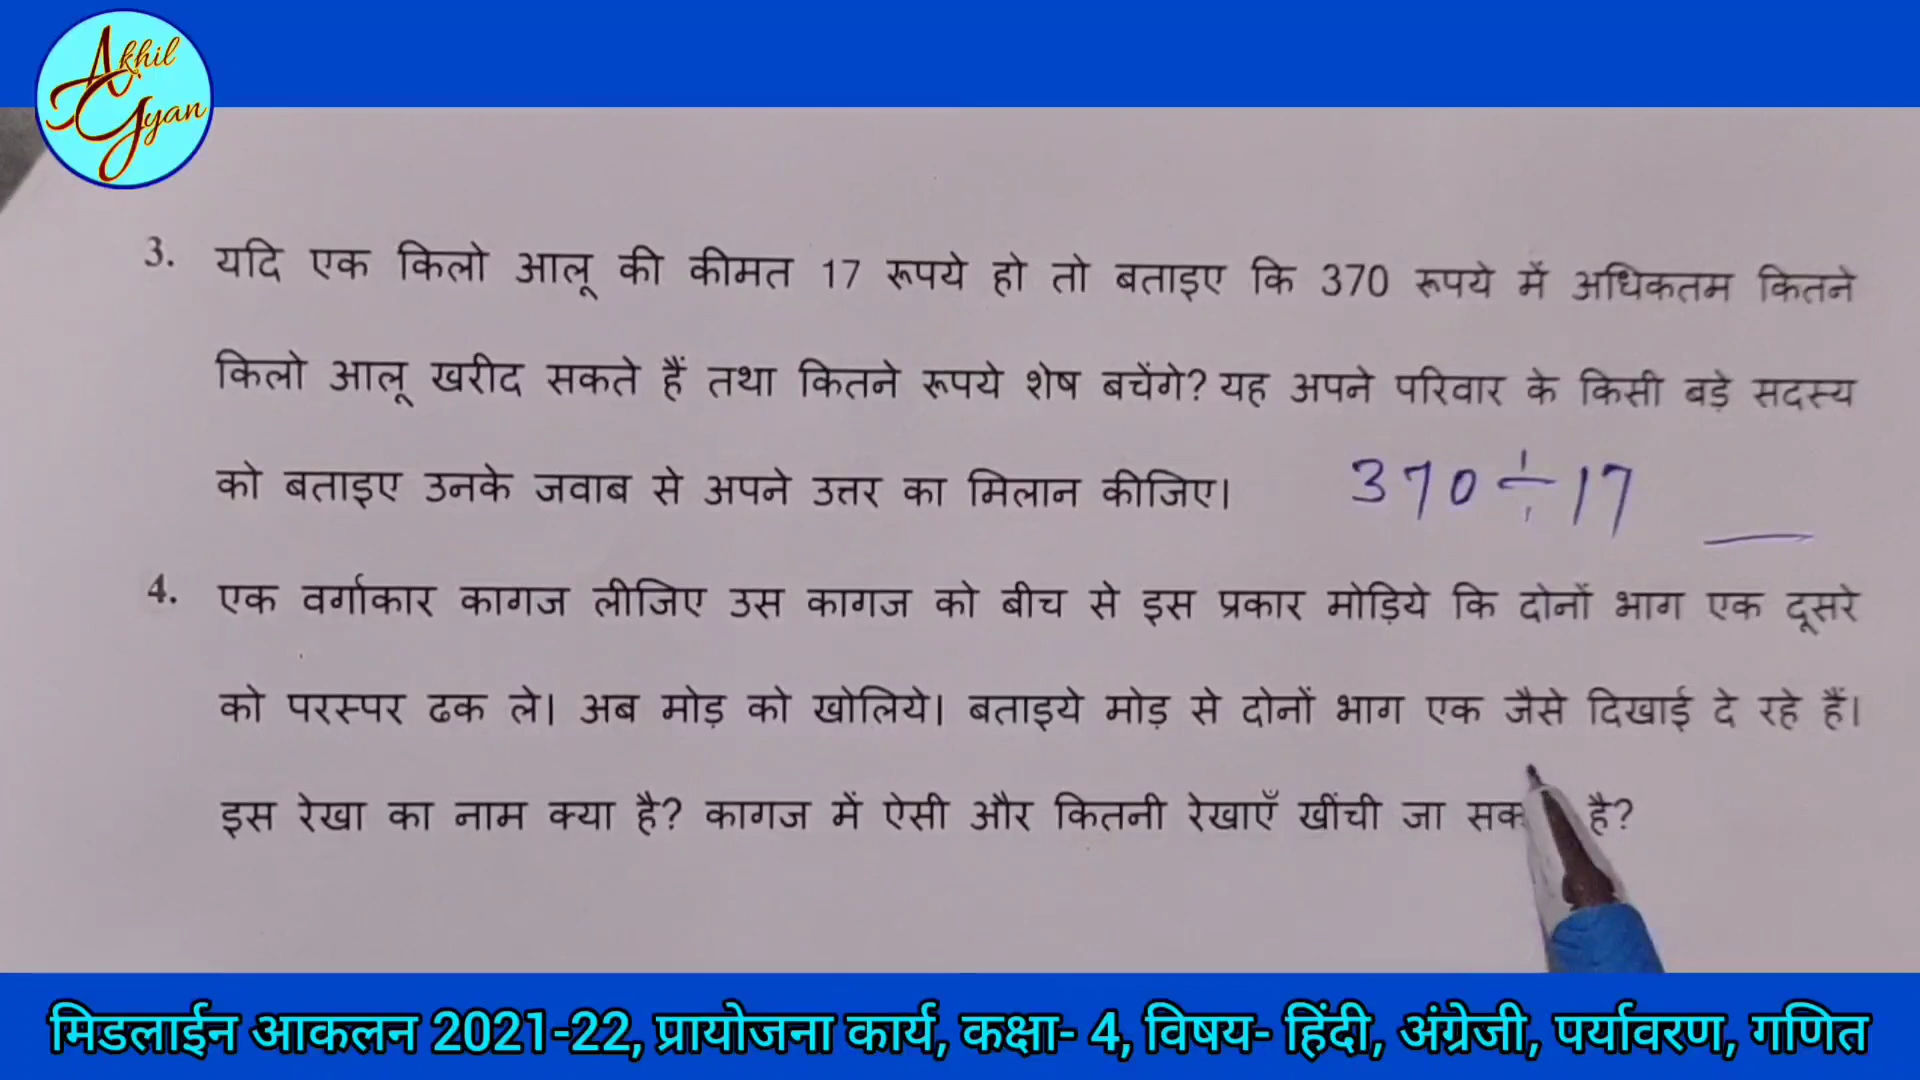 Akhil
Gyan
3. यदि एक किलो आलू की कीमत 17 रूपये हो तो बताइए कि 370 रूपये में अधिकतम कितने
किलो आलू खरीद सकते हैं तथा कितने रूपये शेष बचेंगे? यह अपने परिवार के किसी बड़े सदस्य
को बताइए उनके जवाब से अपने उत्तर का मिलान कीजिए। 370÷17
4. एक वर्गाकार कागज लीजिए उस कागज को बीच से इस प्रकार मोड़िये कि दोनों भाग एक दूसरे
को परस्पर ढक ले। अब मोड़ को खोलिये। बताइये मोड़ से दोनों भाग एक जैसे दिखाई दे रहे हैं।
इस रेखा का नाम क्या है? कागज में ऐसी और कितनी रेखाएँ खींची जा है?
मिडलाईन आकलन 2021-22, प्रायोजना कार्य, कक्षा- 4, विषय- हिंदी, अंग्रेजी, पर्यावरण, गणित